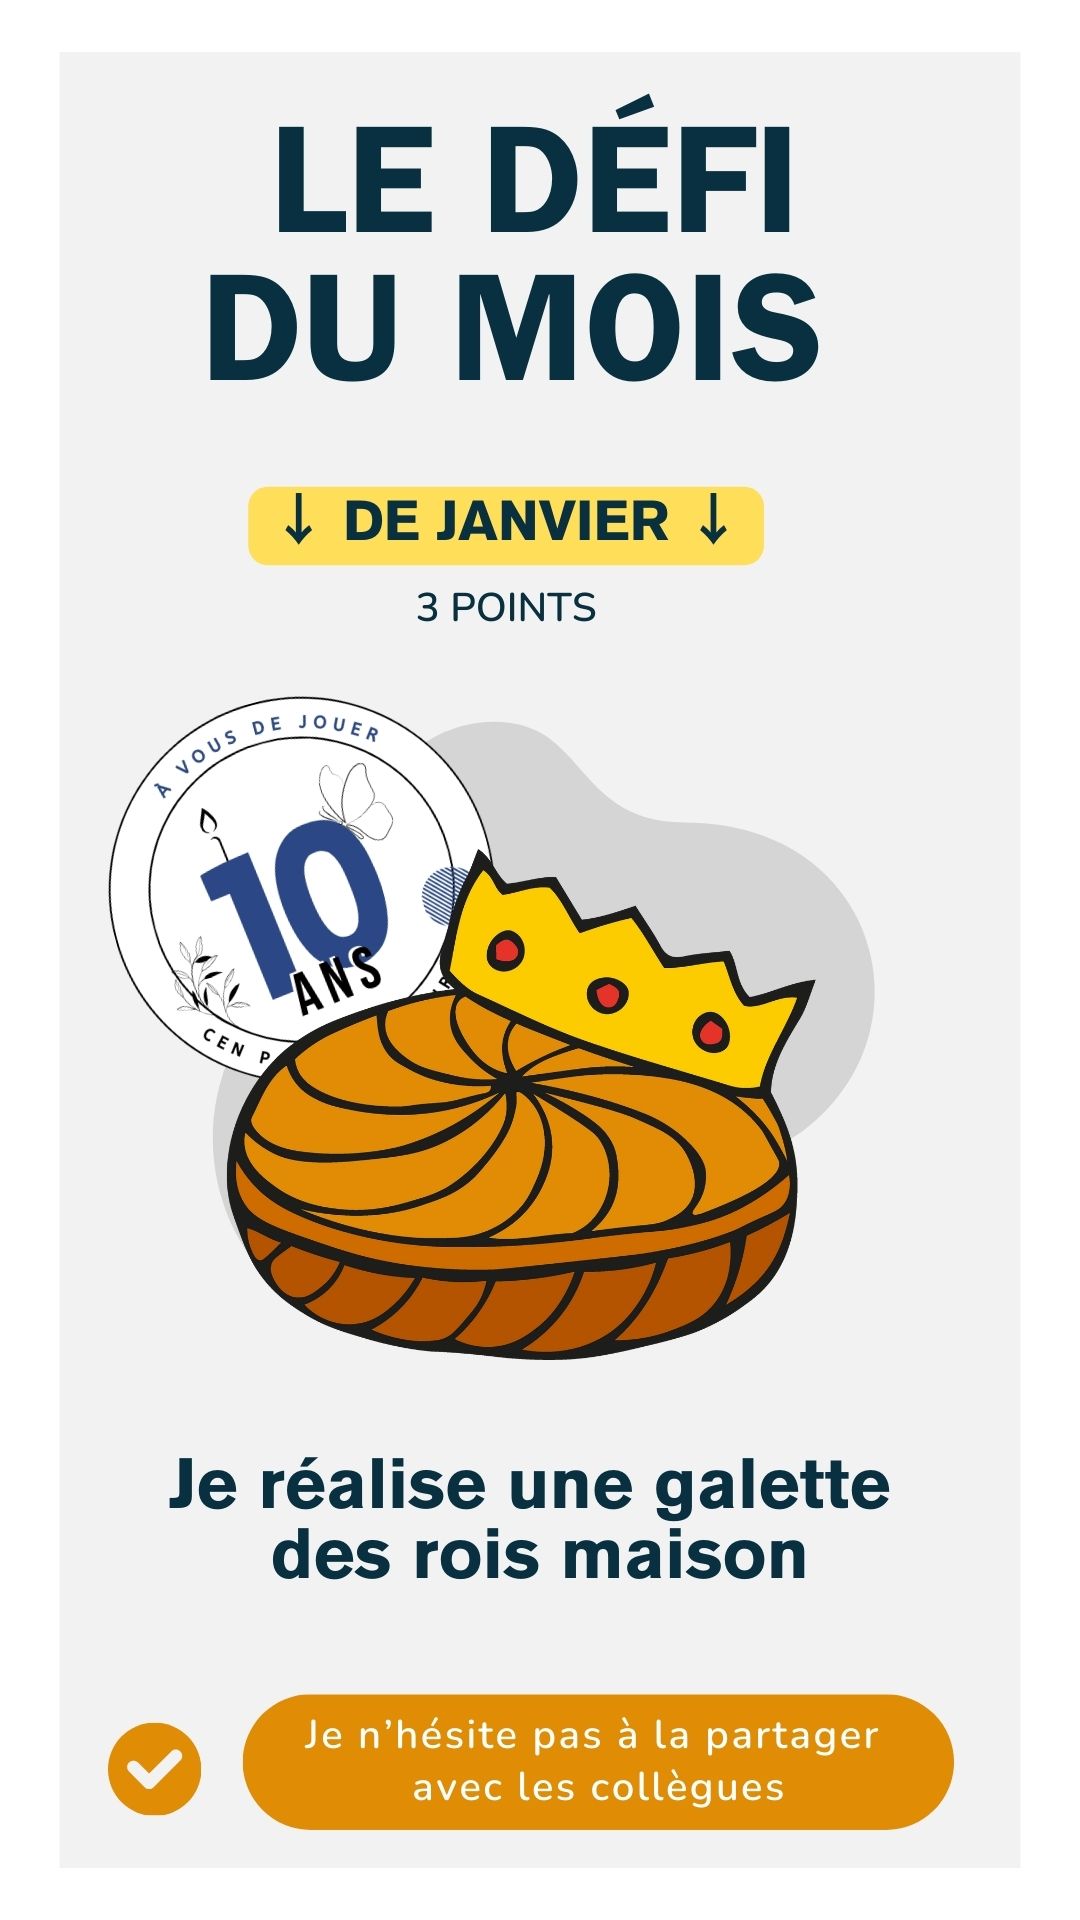 LE DÉFI
DU MOIS
↓ DE JANVIER ↓
3 POINTS
À VOUS DE JOUER
10
ANS
CEN
Je réalise une galette
des rois maison
Je n’hésite pas à la partager
avec les collègues